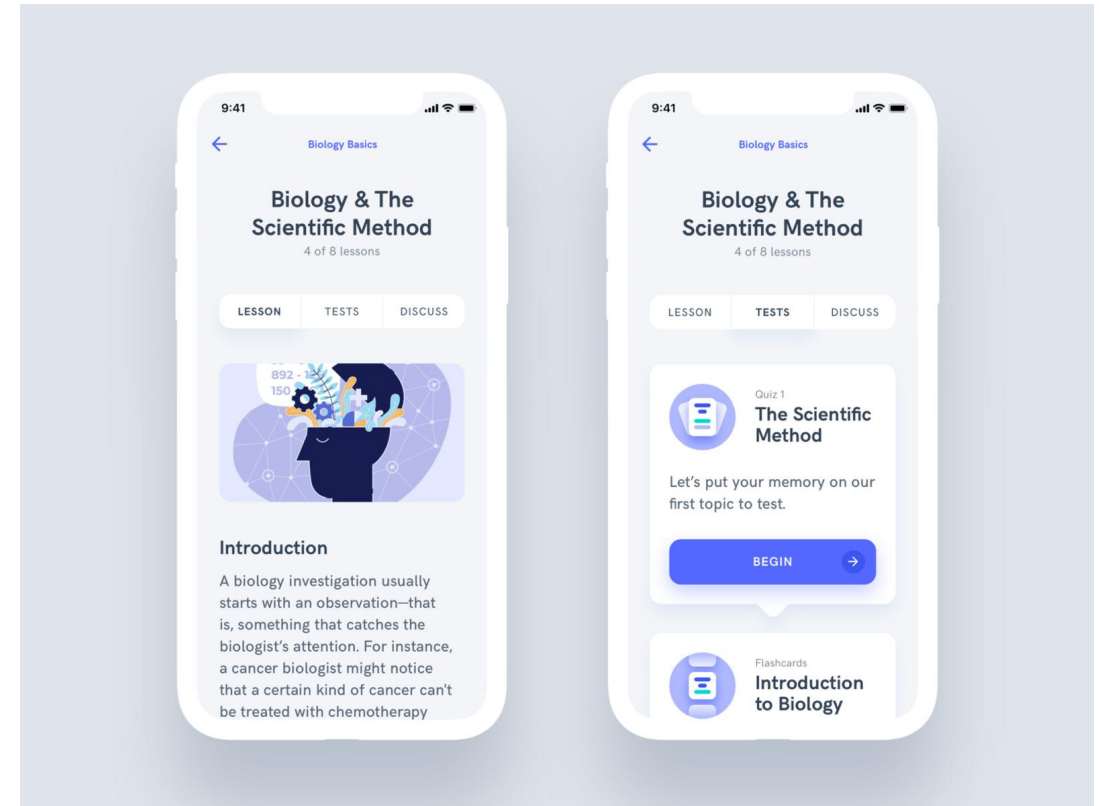 9:41
Biology Basics
Biology & The
Scientific Method
4 of 8 lessons
LESSON TESTS DISCUSS
892 -
150
Introduction
A biology investigation usually
starts with an observation—that
is, something that catches the
biologist’s attention. For instance,
a cancer biologist might notice
that a certain kind of cancer can't
be treated with chemotherapy
9:41
Biology Basics
Biology & The
Scientific Method
4 of 8 lessons
LESSON TESTS DISCUSS
Quiz 1
The Scientific
Method
Let’s put your memory on our
first topic to test.
BEGIN
Flashcards
Introduction
to Biology